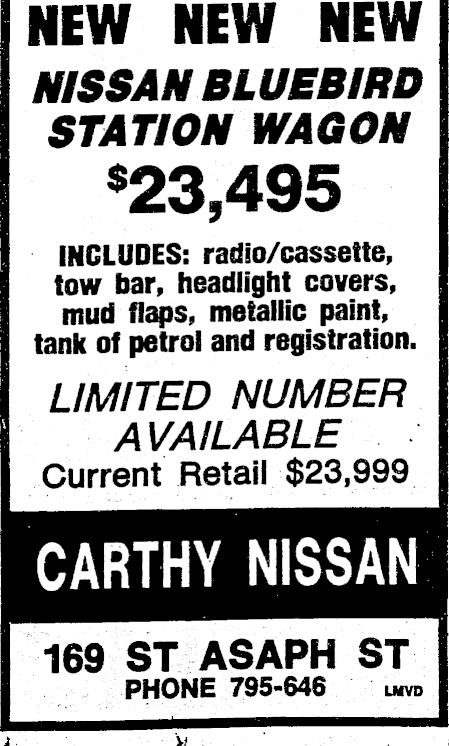 NEW NEW NEW
NISSAN BLUEBIRD
STATION WAGON
$23,495
INCLUDES: radio/cassette,
tow bar, headlight covers,
mud flaps, metallic paint,
tank of petrol and registration.
LIMITED NUMBER
AVAILABLE
Current Retail $23,999
CARTHY NISSAN
169 ST ASAPH ST
PHONE 795-646 LMVD